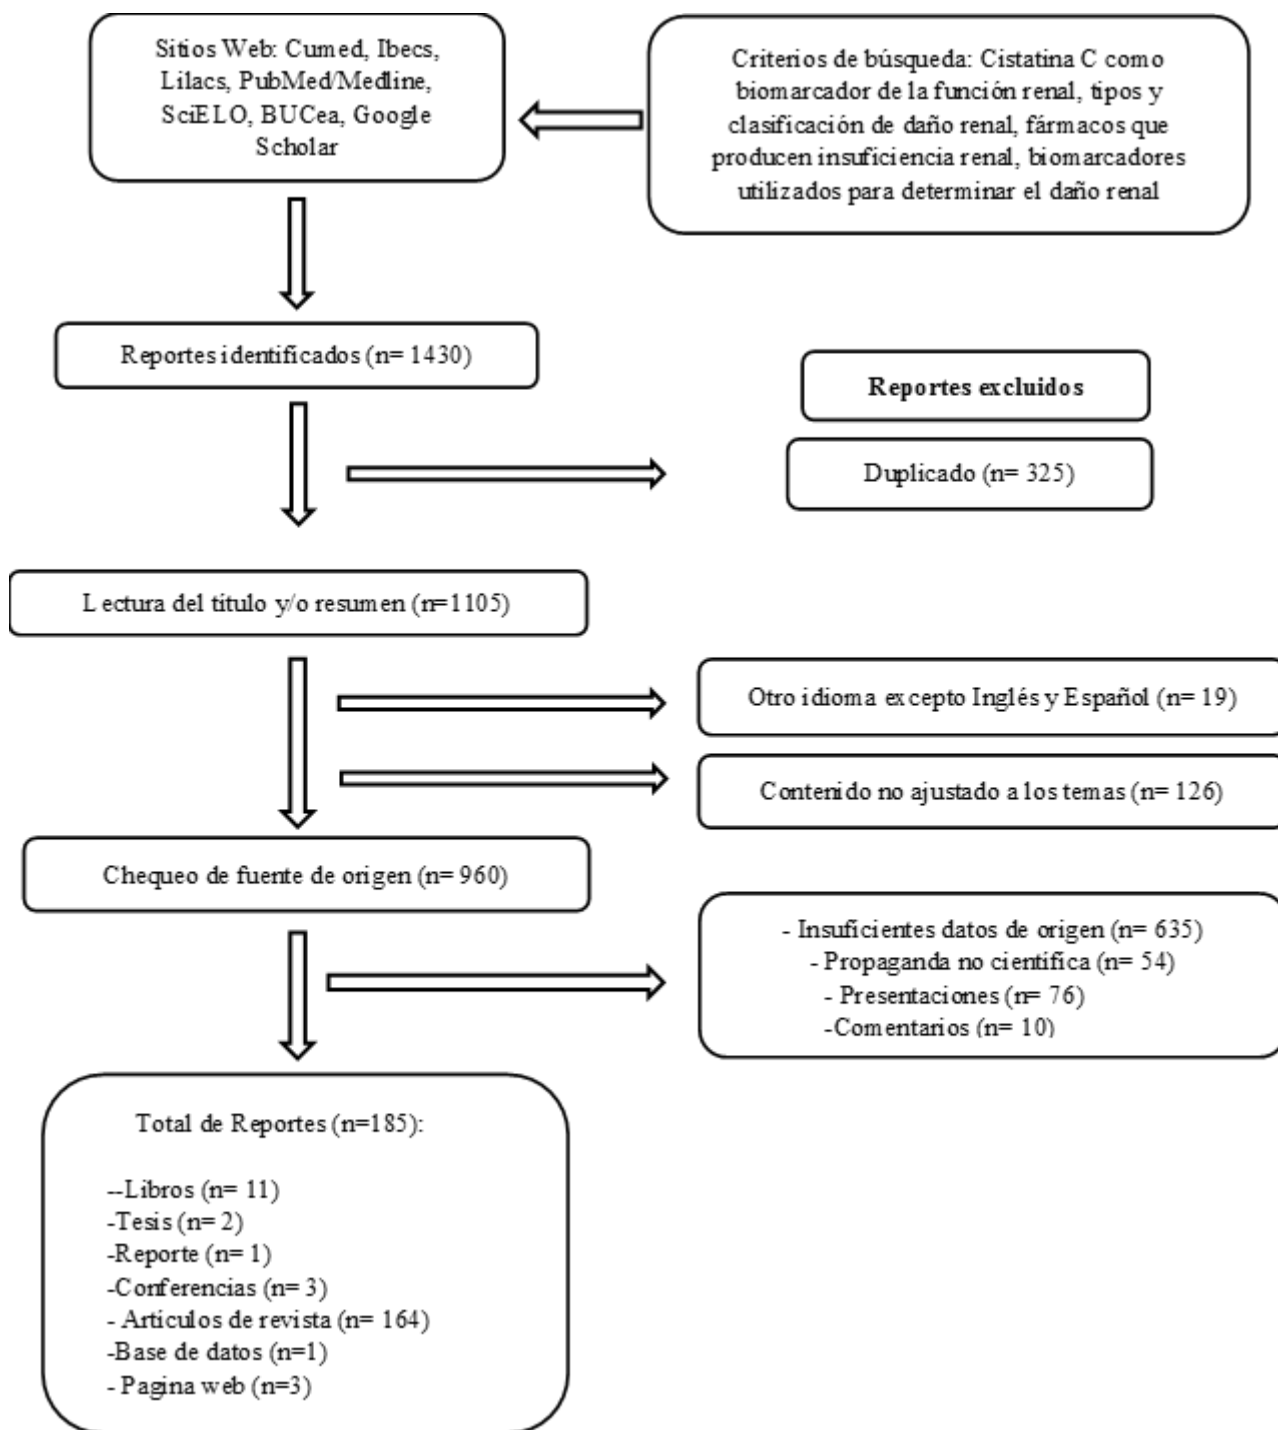 Sitios Web: Cumed, Ibecs,
Lilacs, PubMed/Medline,
SciELO, BUCea, Google
Scholar
Criterios de búsqueda: Cistatina C como
biomarcador de la función renal, tipos y
clasificación de daño renal, fármacos que
producen insuficiencia renal, biomarcadores
utilizados para determinar el daño renal
Reportes identificados (n= 1430)
Reportes excluidos
Duplicado (n= 325)
Lectura del título y/o resumen (n=1105)
Otro idioma excepto Inglés y Español (n= 19)
Contenido no ajustado a los temas (n= 126)
Chequeo de fuente de origen (n= 960)
- Insuficientes datos de origen (n= 635)
- Propaganda no científica (n= 54)
- Presentaciones (n= 76)
-Comentarios (n= 10)
Total de Reportes (n=185):
--Libros (n= 11)
-Tesis (n= 2)
-Reporte (n= 1)
-Conferencias (n= 3)
- Artículos de revista (n= 164)
-Base de datos (n=1)
- Pagina web (n=3)